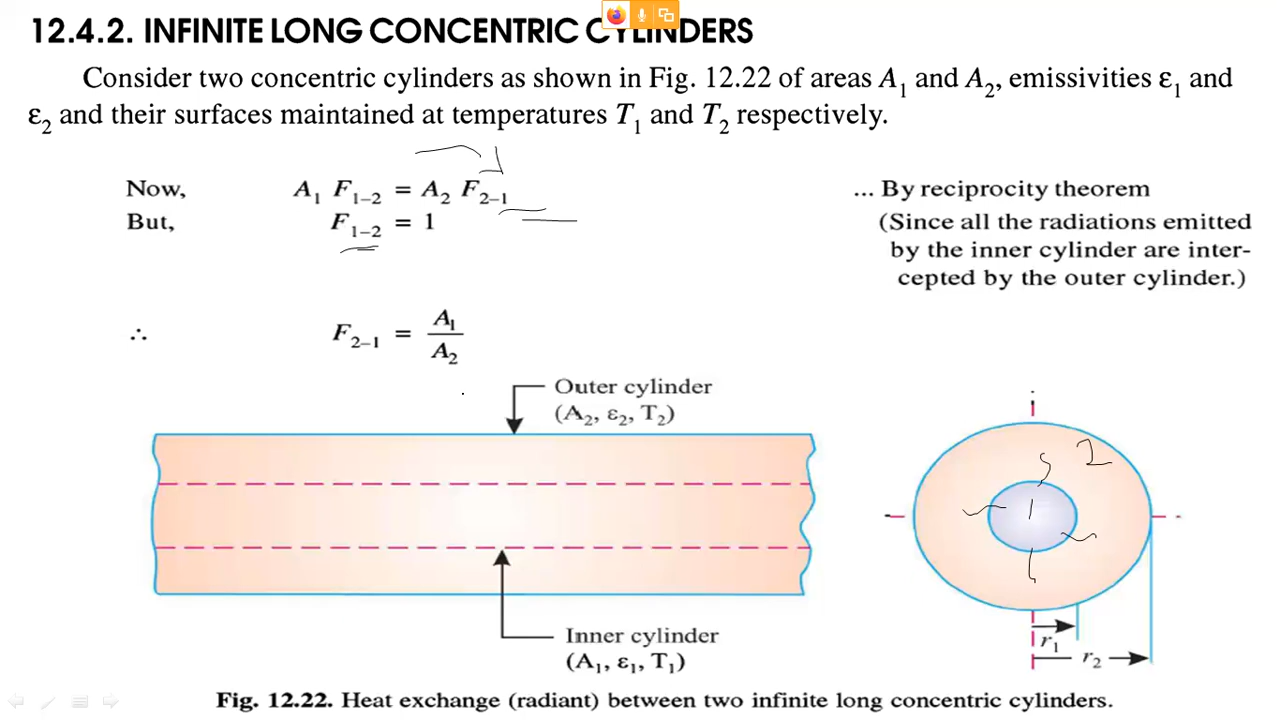 12.4.2. INFINITE LONG CONCENTRIC CYLINDERS
Consider two concentric cylinders as shown in Fig. 12.22 of areas A₁ and A₂, emissivities ε₁ and
ε₂ and their surfaces maintained at temperatures T₁ and T₂ respectively.
Now, A₁ F₁₋₂ = A₂ F₂₋₁ ... By reciprocity theorem
But, F₁₋₂ = 1 (Since all the radiations emitted
by the inner cylinder are inter-
cepted by the outer cylinder.)
∴ F₂₋₁ = A₁/A₂
Outer cylinder
(A₂, ε₂, T₂)
2
1
Inner cylinder
(A₁, ε₁, T₁)
r₁
r₂
Fig. 12.22. Heat exchange (radiant) between two infinite long concentric cylinders.